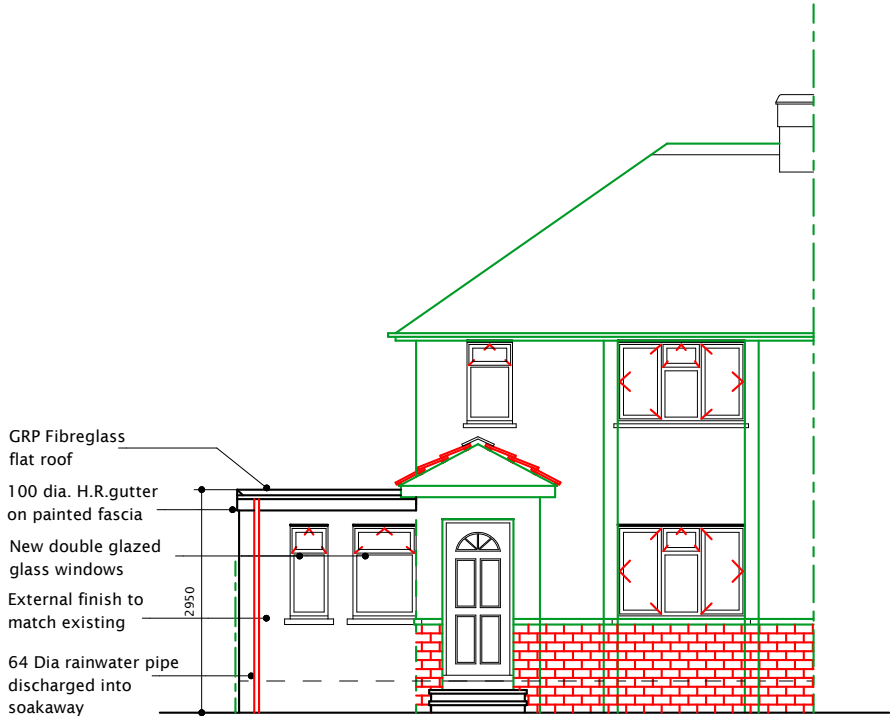 GRP Fibreglass
flat roof
100 dia. H.R.gutter
on painted fascia
New double glazed
glass windows
External finish to
match existing
2950
64 Dia rainwater pipe
discharged into
soakaway